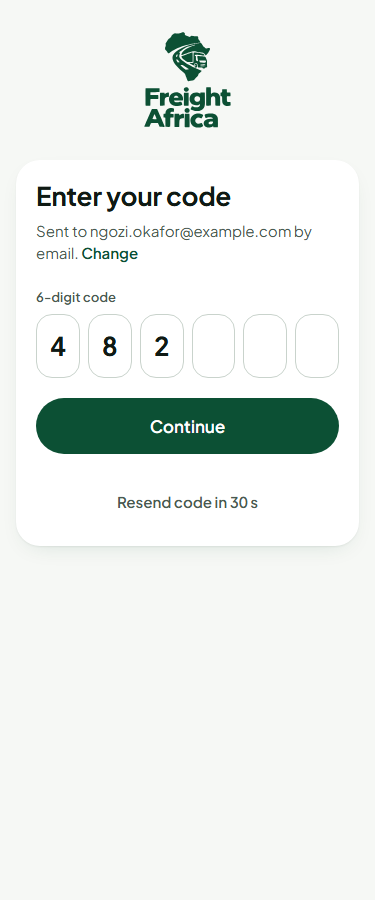 Freight
Africa
Enter your code
Sent to ngozi.okafor@example.com by
email. Change
6-digit code
4 8 2
Continue
Resend code in 30 s